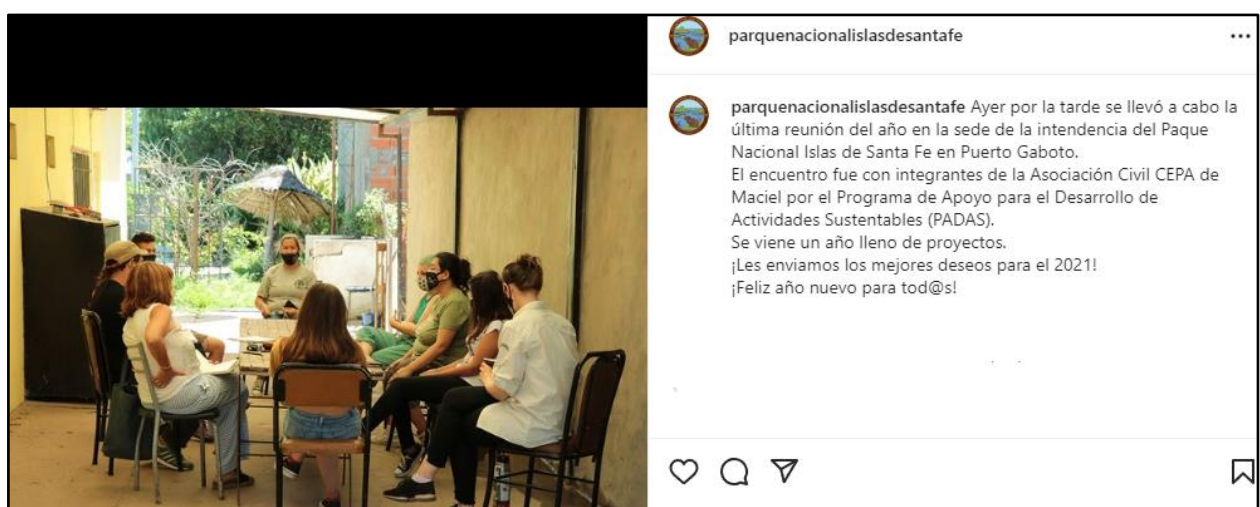 parquenacionalislasdesantafe
parquenacionalislasdesantafe Ayer por la tarde se llevó a cabo la
última reunión del año en la sede de la intendencia del Paque
Nacional Islas de Santa Fe en Puerto Gaboto.
El encuentro fue con integrantes de la Asociación Civil CEPA de
Maciel por el Programa de Apoyo para el Desarrollo de
Actividades Sustentables (PADAS).
Se viene un año lleno de proyectos.
¡Les enviamos los mejores deseos para el 2021!
¡Feliz año nuevo para tod@s!